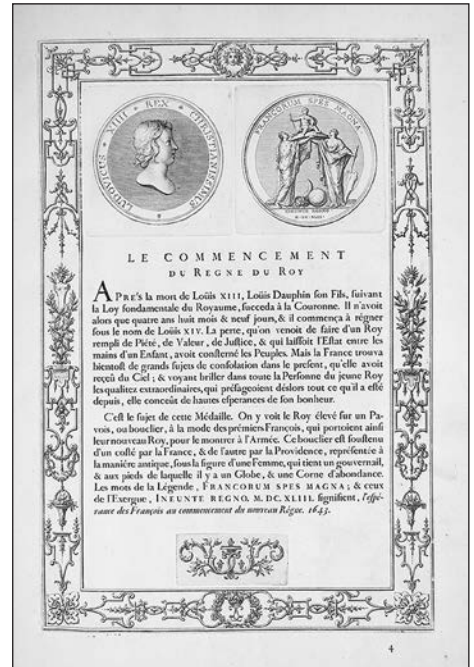 LUDOVICUS XIIII · REX CHRISTIANISSIMUS
FRANCORUM SPES MAGNA
INEUNTE REGNO
LE COMMENCEMENT
DU REGNE DU ROY
APRE's la mort de Loüis XIII, Loüis Dauphin son Fils, suivant
la Loy fondamentale du Royaume, succeda à la Couronne. Il n'avoit
alors que quatre ans huit mois & neuf jours, & il commença à régner
sous le nom de Loüis XIV. La perte, qu'on venoit de faire d'un Roy
rempli de Piété, de Valeur, de Justice, & qui laissoit l'Estat entre les
mains d'un Enfant, avoit consterné les Peuples. Mais la France trouva
bientost de grands sujets de consolation dans le present, qu'elle avoit
reçeû du Ciel ; & voyant briller dans toute la Personne du jeune Roy
les qualitez extraordinaires, qui présageoient déslors tout ce qu'il a esté
depuis, elle conceût de hautes esperances de son bonheur.
C'est le sujet de cette Médaille. On y voit le Roy élevé sur un Pa-
vois, ou bouclier, à la mode des prémiers François, qui portoient ainsi
leur nouveau Roy, pour le monstrer à l'Armée. Ce bouclier est soustenu
d'un costé par la France, & de l'autre par la Providence, représentée à
la maniére antique, sous la figure d'une Femme, qui tient un gouvernail,
& aux pieds de laquelle il y a un Globe, & une Corne d'abondance.
Les mots de la Légende, FRANCORUM SPES MAGNA ; & ceux
de l'Exergue, INEUNTE REGNO. M. DC. XLIII. signifient, l'espé-
rance des François au commencement du nouveau Régne. 1643.
4